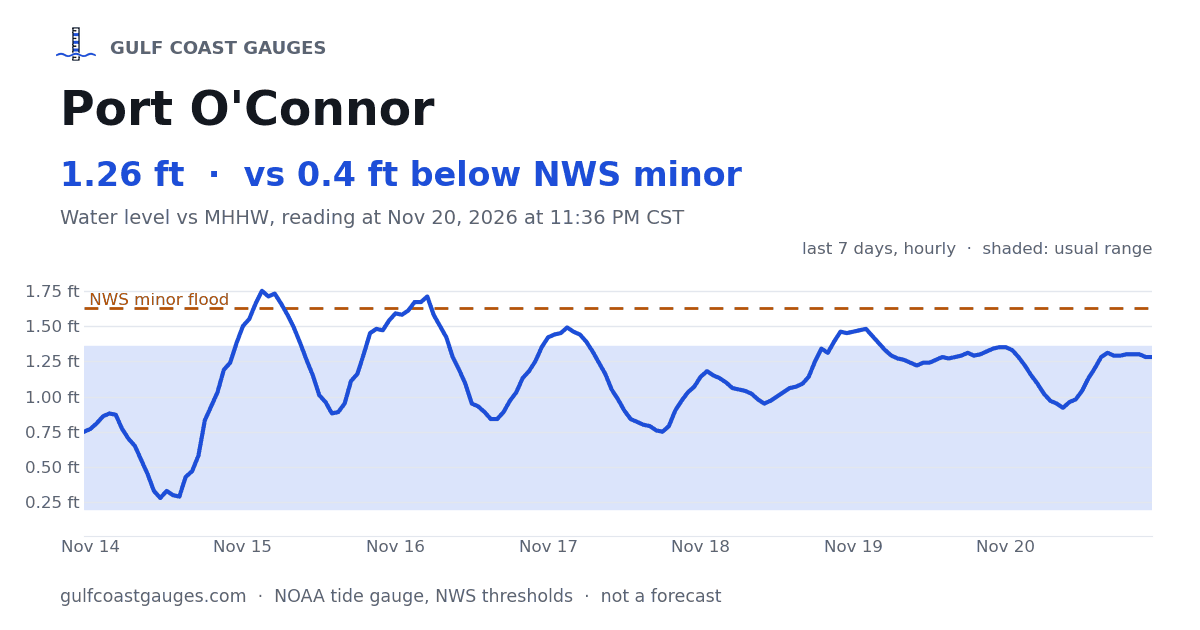 GULF COAST GAUGES
Port O'Connor
1.26 ft · vs 0.4 ft below NWS minor
Water level vs MHHW, reading at Nov 20, 2026 at 11:36 PM CST
last 7 days, hourly · shaded: usual range
1.75 ft
NWS minor flood
1.50 ft
1.25 ft
1.00 ft
0.75 ft
0.50 ft
0.25 ft
Nov 14 Nov 15 Nov 16 Nov 17 Nov 18 Nov 19 Nov 20
gulfcoastgauges.com · NOAA tide gauge, NWS thresholds · not a forecast